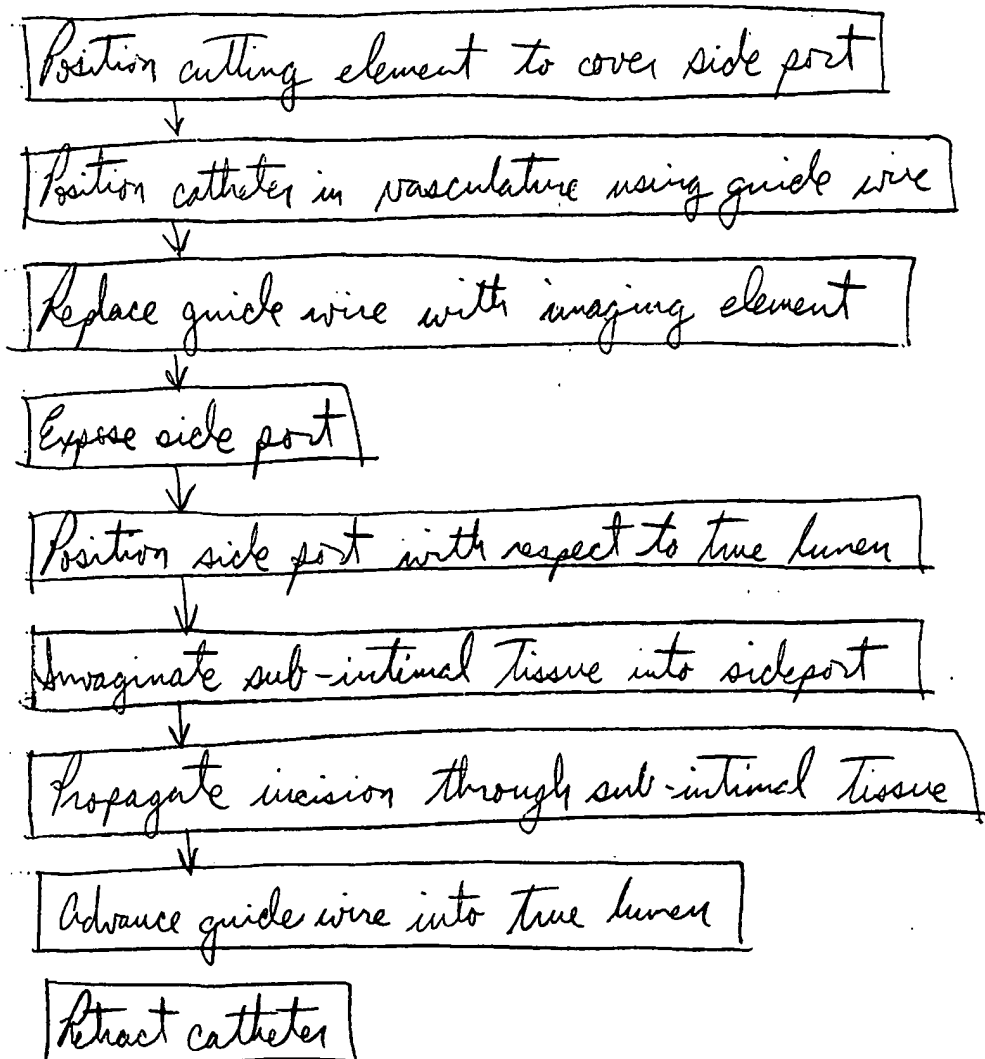 Position cutting element to cover side port
Position catheter in vasculature using guide wire
Replace guide wire with imaging element
Expose side port
Position side port with respect to true lumen
Invaginate sub-intimal tissue into sideport
Propagate incision through sub-intimal tissue
Advance guide wire into true lumen
Retract catheter